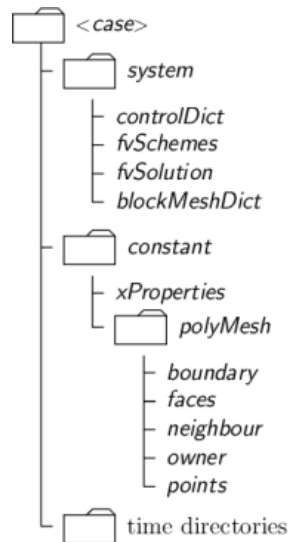 <case>
system
controlDict
fvSchemes
fvSolution
blockMeshDict
constant
xProperties
polyMesh
boundary
faces
neighbour
owner
points
time directories